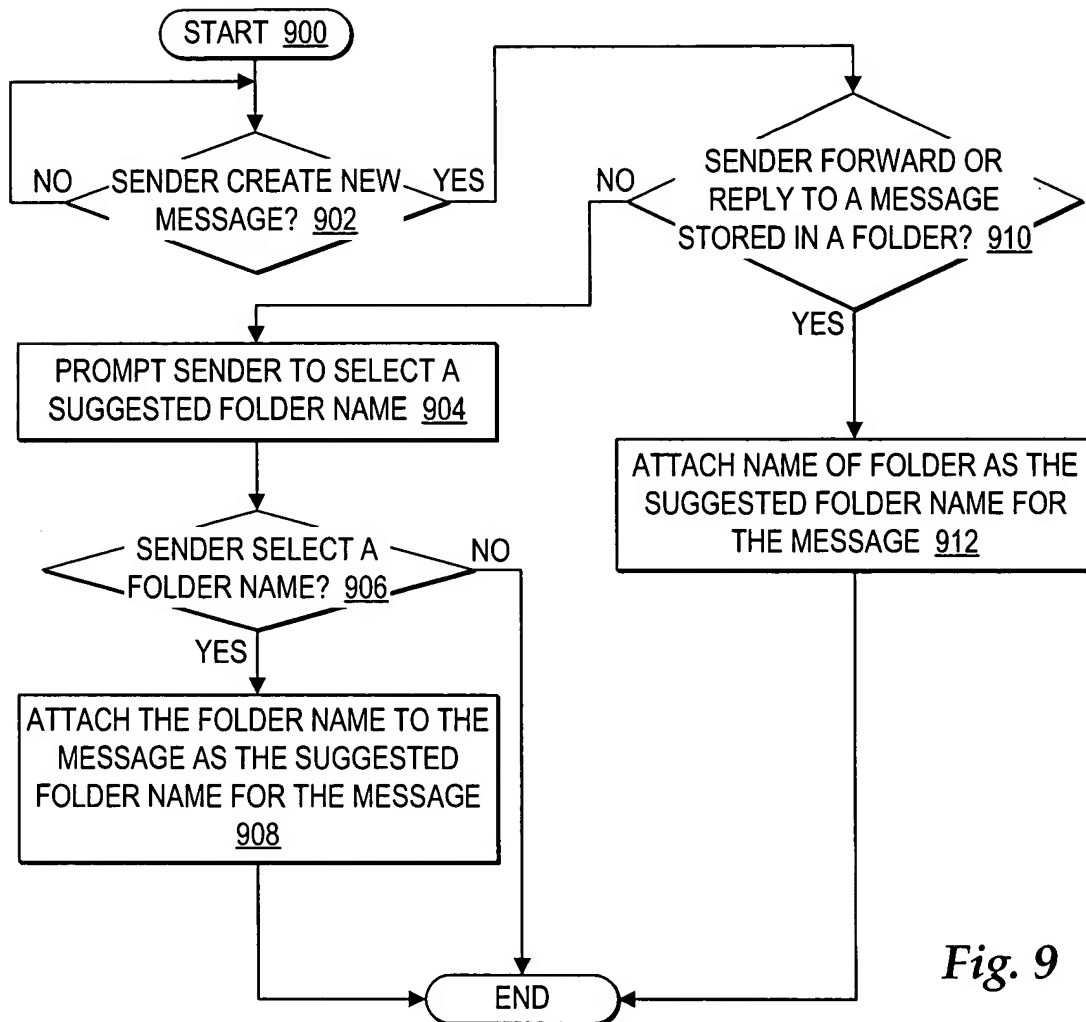 START 900
NO
SENDER CREATE NEW
MESSAGE? 902
YES
NO
SENDER FORWARD OR
REPLY TO A MESSAGE
STORED IN A FOLDER? 910
YES
PROMPT SENDER TO SELECT A
SUGGESTED FOLDER NAME 904
SENDER SELECT A
FOLDER NAME? 906
NO
YES
ATTACH NAME OF FOLDER AS THE
SUGGESTED FOLDER NAME FOR
THE MESSAGE 912
ATTACH THE FOLDER NAME TO THE
MESSAGE AS THE SUGGESTED
FOLDER NAME FOR THE MESSAGE
908
END
Fig. 9